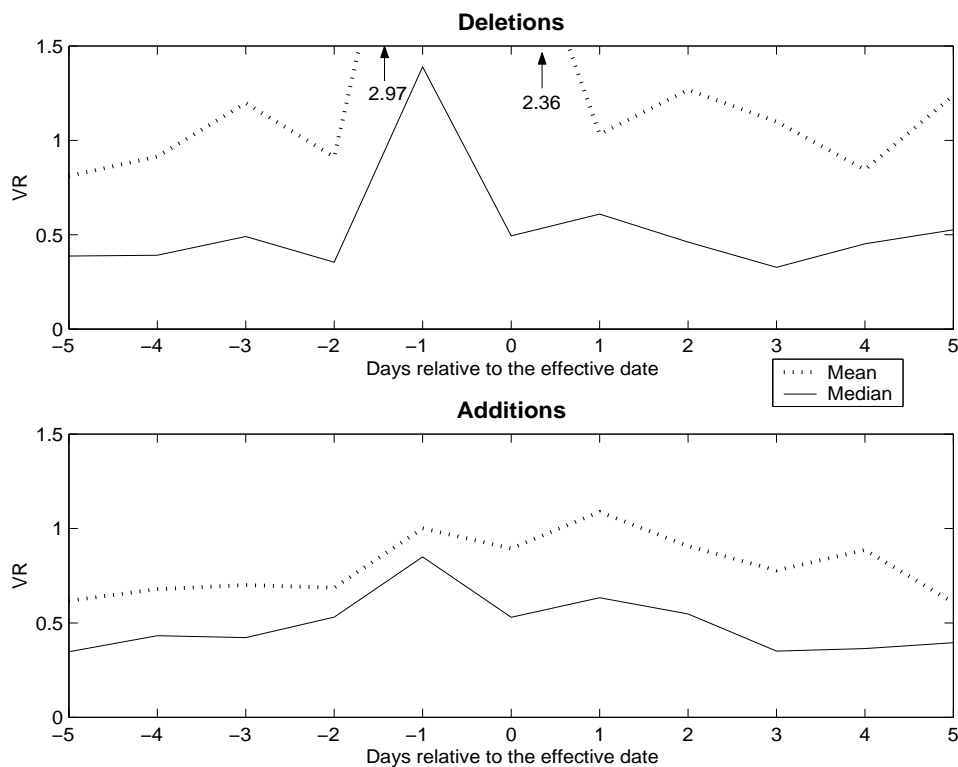 Deletions
1.5
1
0.5
0
VR
2.97
2.36
−5 −4 −3 −2 −1 0 1 2 3 4 5
Days relative to the effective date
Mean
Median
Additions
1.5
1
0.5
0
VR
−5 −4 −3 −2 −1 0 1 2 3 4 5
Days relative to the effective date